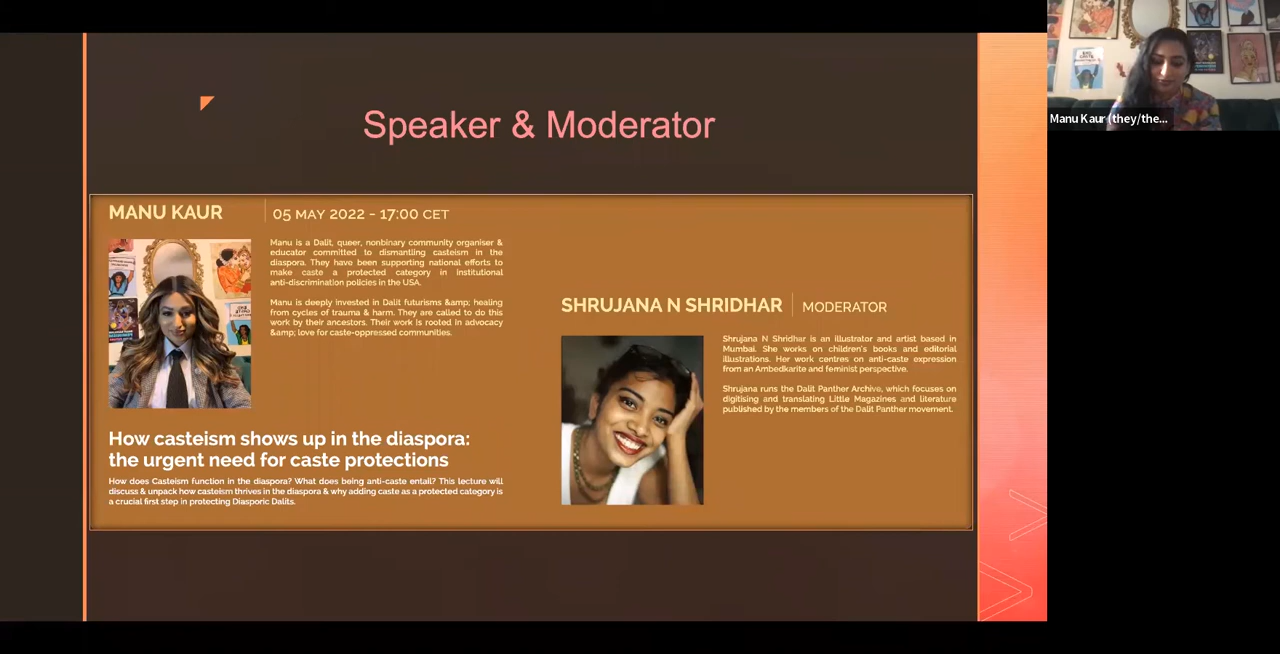 Speaker & Moderator
MANU KAUR
05 MAY 2022 - 17:00 CET
Manu is a Dalit, queer, nonbinary community organiser &
educator committed to dismantling casteism in the
diaspora. They have been supporting national efforts to
make caste a protected category in institutional
anti-discrimination policies in the USA.
Manu is deeply invested in Dalit futurisms &amp; healing
from cycles of trauma & harm. They are called to do this
work by their ancestors. Their work is rooted in advocacy
&amp; love for caste-oppressed communities.
How casteism shows up in the diaspora:
the urgent need for caste protections
How does Casteism function in the diaspora? What does being anti-caste entail? This lecture will
discuss & unpack how casteism thrives in the diaspora & why adding caste as a protected category is
a crucial first step in protecting Diasporic Dalits.
SHRUJANA N SHRIDHAR
MODERATOR
Shrujana N Shridhar is an illustrator and artist based in
Mumbai. She works on children's books and editorial
illustrations. Her work centres on anti-caste expression
from an Ambedkarite and feminist perspective.
Shrujana runs the Dalit Panther Archive, which focuses on
digitising and translating Little Magazines and literature
published by the members of the Dalit Panther movement.
Manu Kaur (they/the...